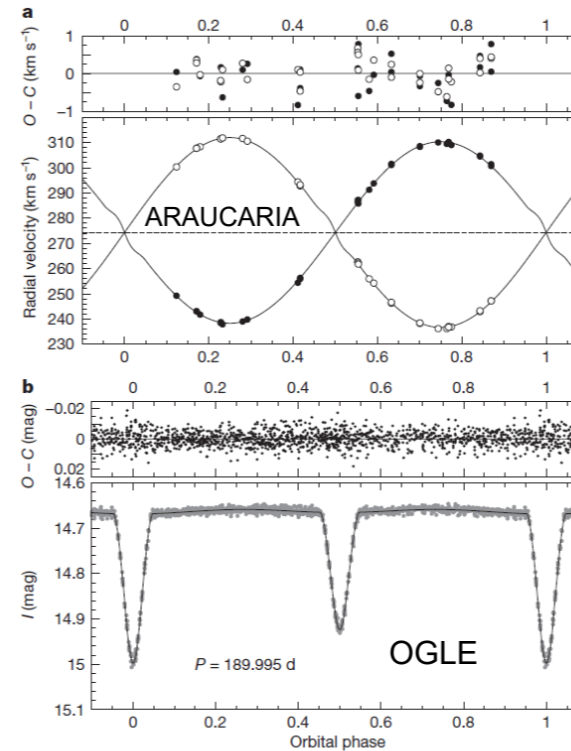 a
0 0.2 0.4 0.6 0.8 1
O – C (km s⁻¹)
1
0
−1
Radial velocity (km s⁻¹)
310
300
290
280
270
260
250
240
230
ARAUCARIA
0 0.2 0.4 0.6 0.8 1
b
0 0.2 0.4 0.6 0.8 1
O – C (mag)
−0.02
0
0.02
I (mag)
14.6
14.7
14.8
14.9
15
15.1
P = 189.995 d
OGLE
0 0.2 0.4 0.6 0.8 1
Orbital phase